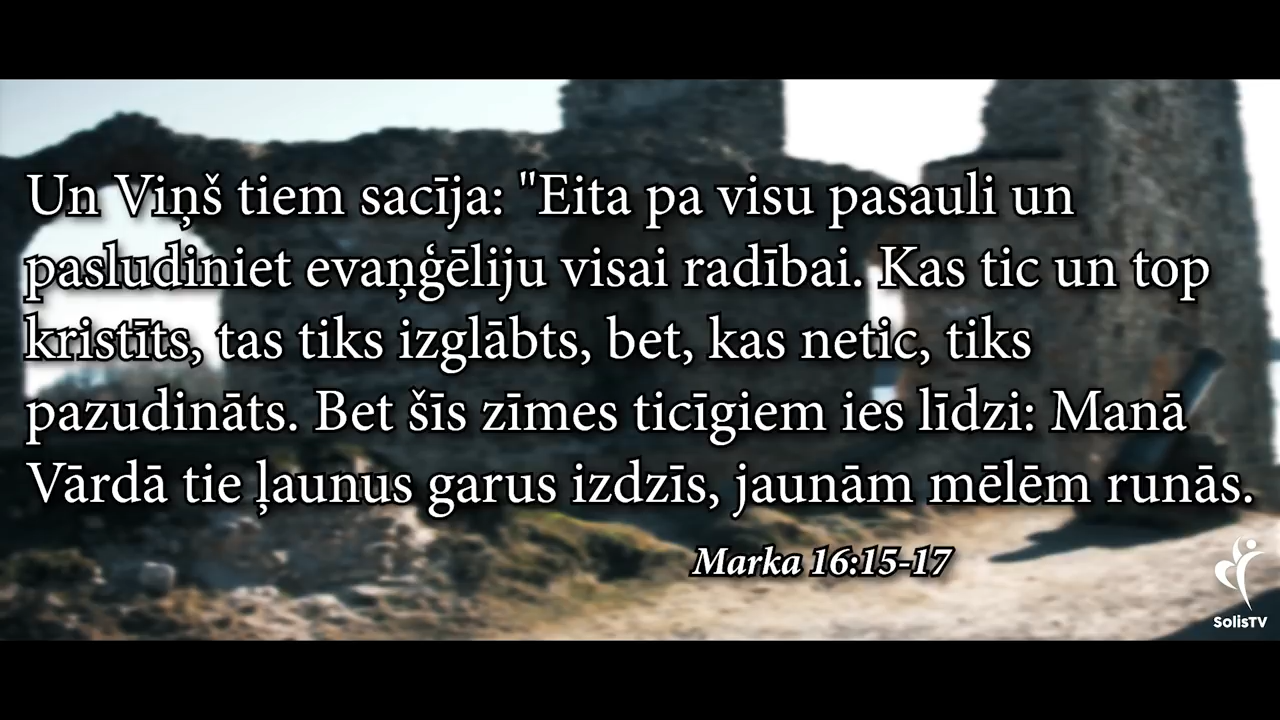 Un Viņš tiem sacīja: "Eita pa visu pasauli un
pasludiniet evaņģēliju visai radībai. Kas tic un top
kristīts, tas tiks izglābts, bet, kas netic, tiks
pazudināts. Bet šīs zīmes ticīgiem ies līdzi: Manā
Vārdā tie ļaunus garus izdzīs, jaunām mēlēm runās.
Marka 16:15-17
SolisTV